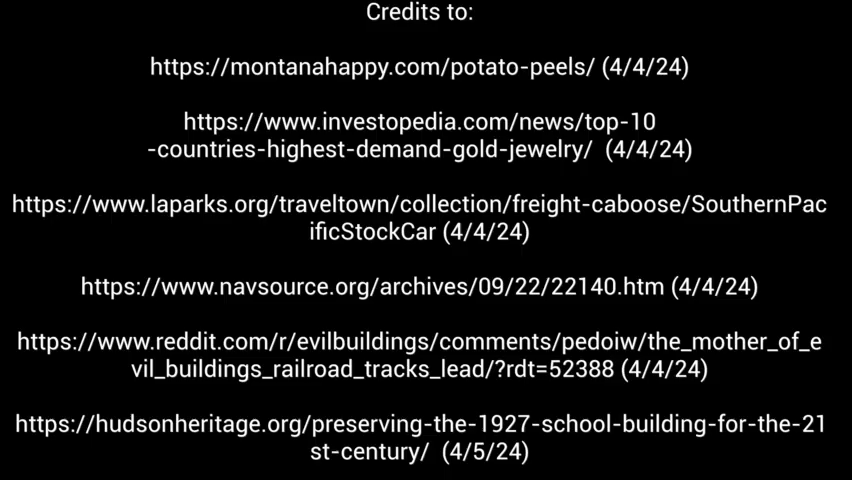 Credits to:
https://montanahappy.com/potato-peels/ (4/4/24)
https://www.investopedia.com/news/top-10
-countries-highest-demand-gold-jewelry/  (4/4/24)
https://www.laparks.org/traveltown/collection/freight-caboose/SouthernPac
ificStockCar (4/4/24)
https://www.navsource.org/archives/09/22/22140.htm (4/4/24)
https://www.reddit.com/r/evilbuildings/comments/pedoiw/the_mother_of_e
vil_buildings_railroad_tracks_lead/?rdt=52388 (4/4/24)
https://hudsonheritage.org/preserving-the-1927-school-building-for-the-21
st-century/  (4/5/24)